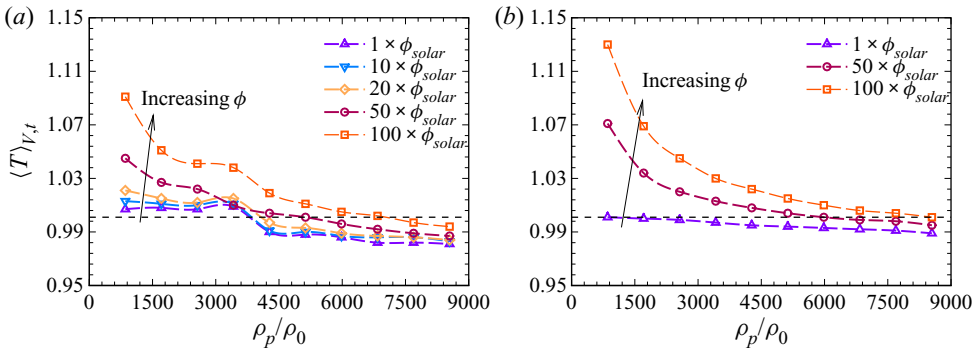 (a)
1.15
1.11
1.07
1.03
0.99
0.95
⟨T⟩V,t
Increasing ϕ
1 × ϕsolar
10 × ϕsolar
20 × ϕsolar
50 × ϕsolar
100 × ϕsolar
0 1500 3000 4500 6000 7500 9000
ρp/ρ0
(b)
1.15
1.11
1.07
1.03
0.99
0.95
Increasing ϕ
1 × ϕsolar
50 × ϕsolar
100 × ϕsolar
0 1500 3000 4500 6000 7500 9000
ρp/ρ0